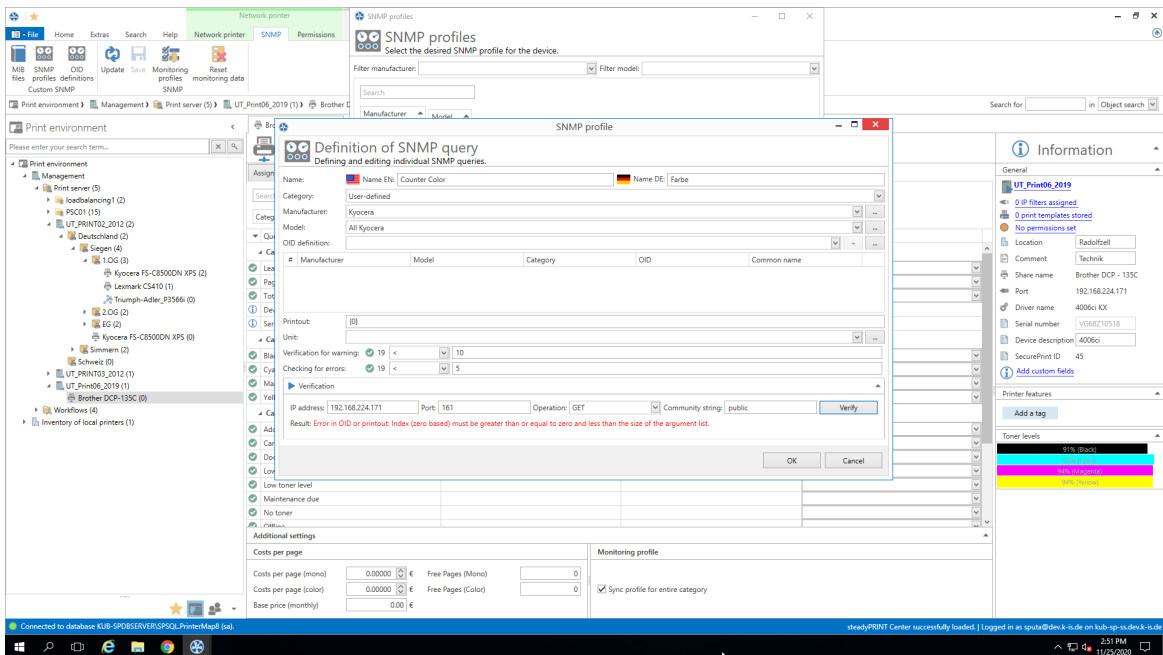 Network printer
SNMP profiles
File Home Extras Search Help Network printer SNMP Permissions
SNMP profiles
Select the desired SNMP profile for the device.
MIB files
SNMP profiles
OID definitions
Update
Save
Monitoring profiles
Reset monitoring data
Custom SNMP
SNMP
Filter manufacturer:
Filter model:
Search
Manufacturer
Model
Print environment Management Print server (5) UT_Print06_2019 (1) Brother
Search for in Object search
Print environment
Please enter your search term...
Print environment
Management
Print server (5)
loadbalancing1 (2)
PSC01 (15)
UT_PRINT02_2012 (2)
Deutschland (2)
Siegen (4)
1.OG (3)
Kyocera FS-C8500DN XPS (2)
Lexmark CS410 (1)
Triumph-Adler_P3566i (0)
2.OG (2)
EG (2)
Kyocera FS-C8500DN XPS (0)
Simmern (2)
Schweiz (0)
UT_PRINT03_2012 (1)
UT_Print06_2019 (1)
Brother DCP-135C (0)
Workflows (4)
Inventory of local printers (1)
SNMP profile
Definition of SNMP query
Defining and editing individual SNMP queries.
Name: Name EN: Counter Color Name DE: Farbe
Category: User-defined
Manufacturer: Kyocera
Model: All Kyocera
OID definition:
# Manufacturer Model Category OID Common name
Printout: {0}
Unit:
Verification for warning: 19 < 10
Checking for errors: 19 < 5
Verification
IP address: 192.168.224.171 Port: 161 Operation: GET Community string: public Verify
Result: Error in OID or printout: Index (zero based) must be greater than or equal to zero and less than the size of the argument list.
OK Cancel
Low toner level
Maintenance due
No toner
Offline
Additional settings
Costs per page
Monitoring profile
Costs per page (mono) 0.00000 € Free Pages (Mono) 0
Costs per page (color) 0.00000 € Free Pages (Color) 0
Sync profile for entire category
Base price (monthly) 0.00 €
Information
General
UT_Print06_2019
0 IP filters assigned
0 print templates stored
No permissions set
Location Radolfzell
Comment Technik
Share name Brother DCP - 135C
Port 192.168.224.171
Driver name 4006ci KX
Serial number VG68Z10518
Device description 4006ci
SecurePrint ID 45
Add custom fields
Printer features
Add a tag
Toner levels
91% (Black)
94% (Magenta)
94% (Yellow)
Connected to database KUB-SPDBSERVER\SPSQL.PrinterMap8 (sa).
steadyPRINT Center successfully loaded. | Logged in as sputa@dev.k-is.de on kub-sp-ss.dev.k-is.de
2:51 PM
11/25/2020